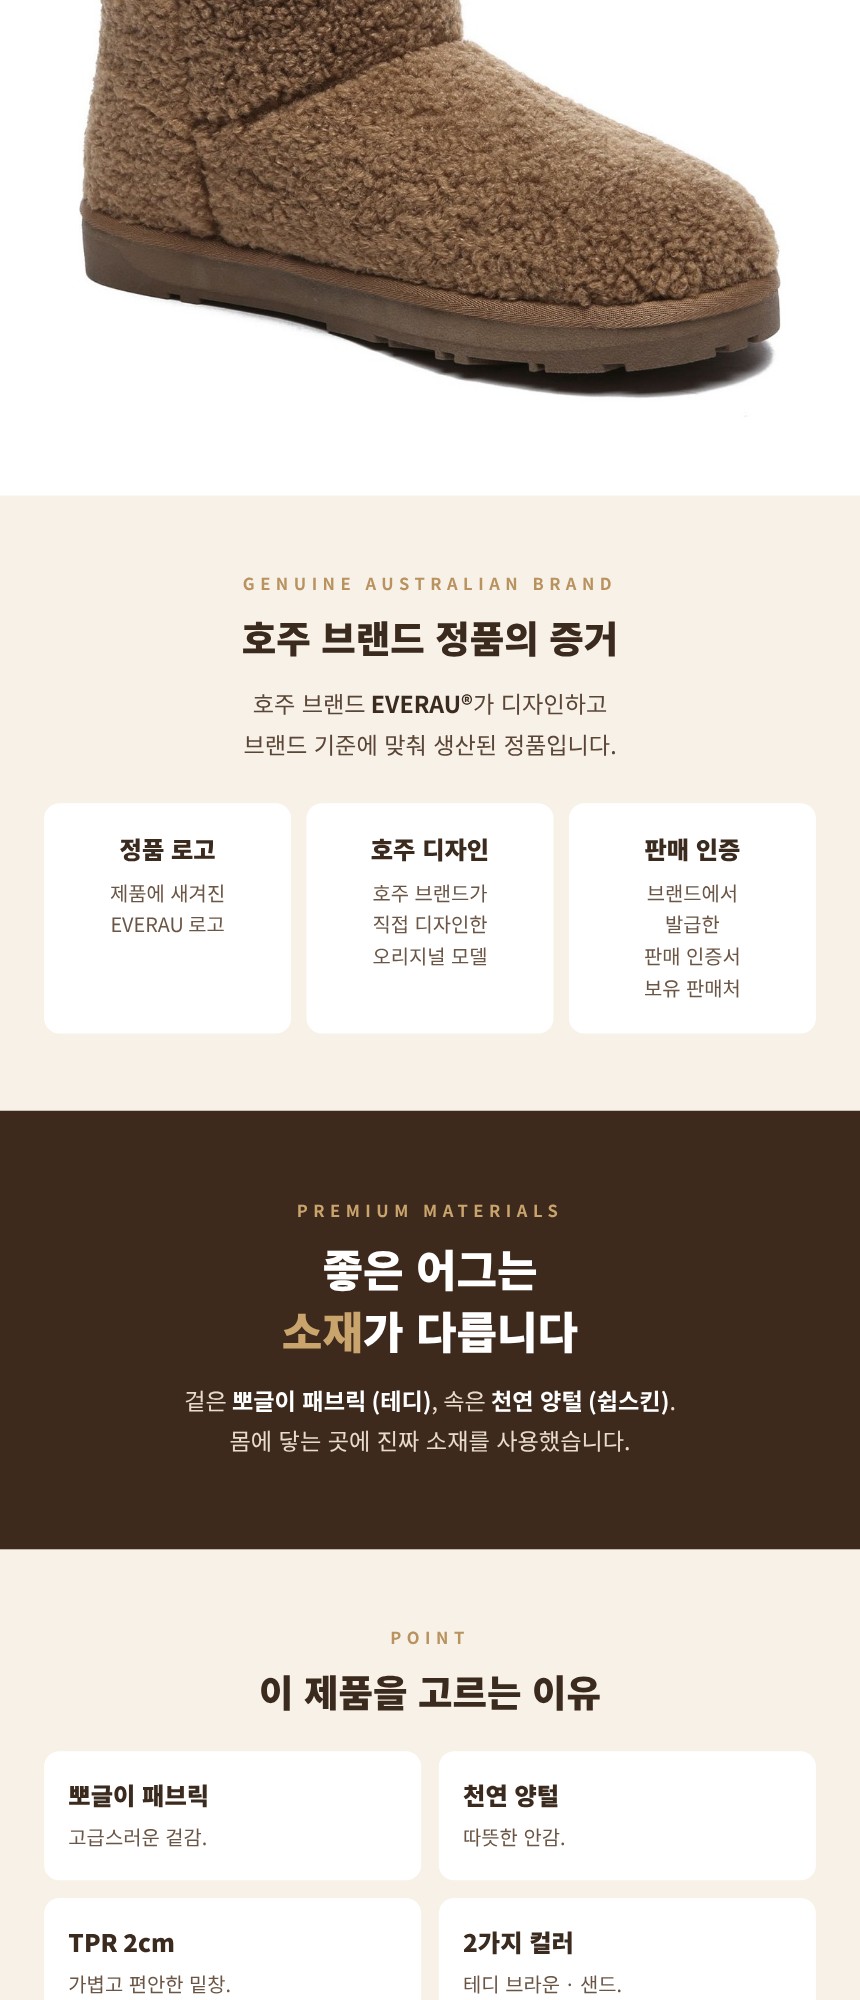 GENUINE AUSTRALIAN BRAND
호주 브랜드 정품의 증거
호주 브랜드 EVERAU®가 디자인하고
브랜드 기준에 맞춰 생산된 정품입니다.
정품 로고
제품에 새겨진
EVERAU 로고
호주 디자인
호주 브랜드가
직접 디자인한
오리지널 모델
판매 인증
브랜드에서
발급한
판매 인증서
보유 판매처
PREMIUM MATERIALS
좋은 어그는
소재가 다릅니다
겉은 뽀글이 패브릭 (테디), 속은 천연 양털 (쉽스킨).
몸에 닿는 곳에 진짜 소재를 사용했습니다.
POINT
이 제품을 고르는 이유
뽀글이 패브릭
고급스러운 겉감.
천연 양털
따뜻한 안감.
TPR 2cm
가볍고 편안한 밑창.
2가지 컬러
테디 브라운 · 샌드.